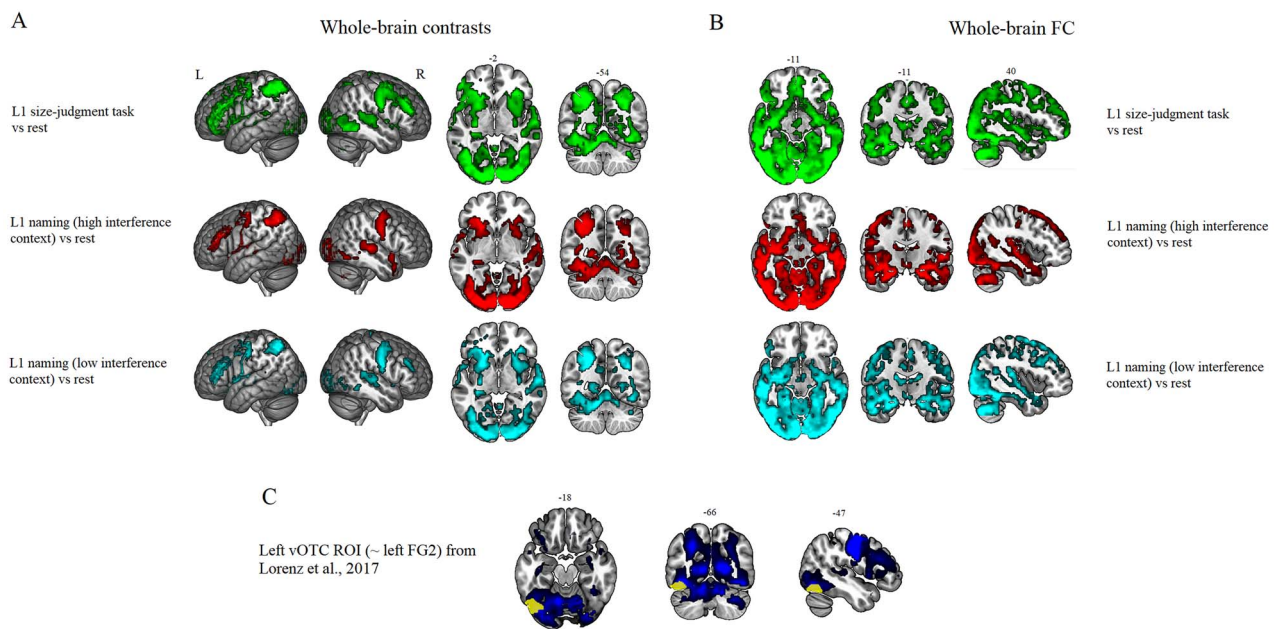 A
Whole-brain contrasts
B
Whole-brain FC
L
R
-2
-54
-11
-11
40
L1 size-judgment task
vs rest
L1 size-judgment task
vs rest
L1 naming (high interference
context) vs rest
L1 naming (high interference
context) vs rest
L1 naming (low interference
context) vs rest
L1 naming (low interference
context) vs rest
C
-18
-66
-47
Left vOTC ROI (~ left FG2) from
Lorenz et al., 2017